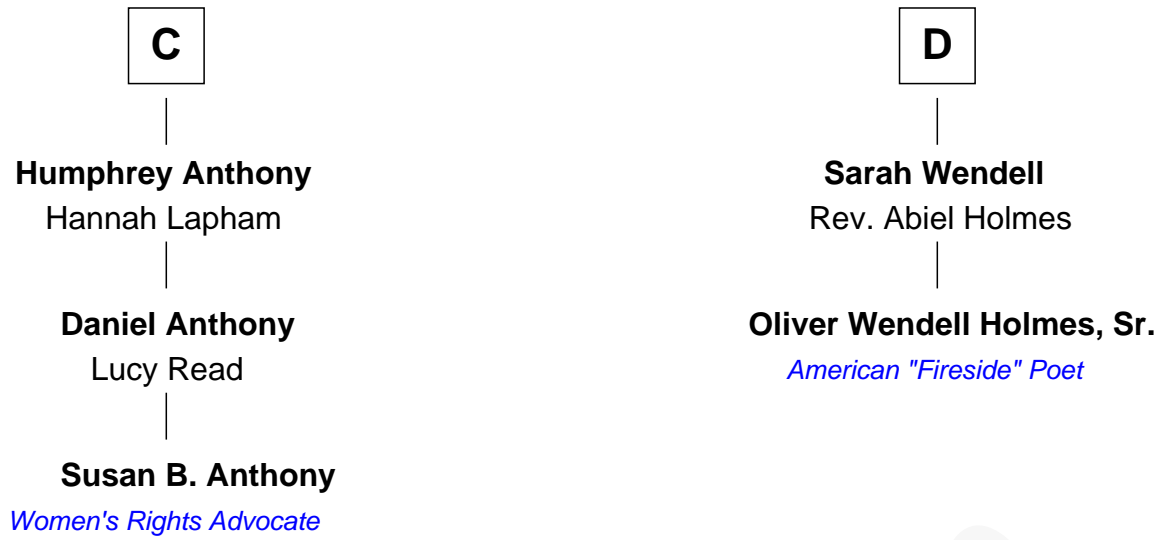 C
Humphrey Anthony
Hannah Lapham
Daniel Anthony
Lucy Read
Susan B. Anthony
Women's Rights Advocate
D
Sarah Wendell
Rev. Abiel Holmes
Oliver Wendell Holmes, Sr.
American "Fireside" Poet